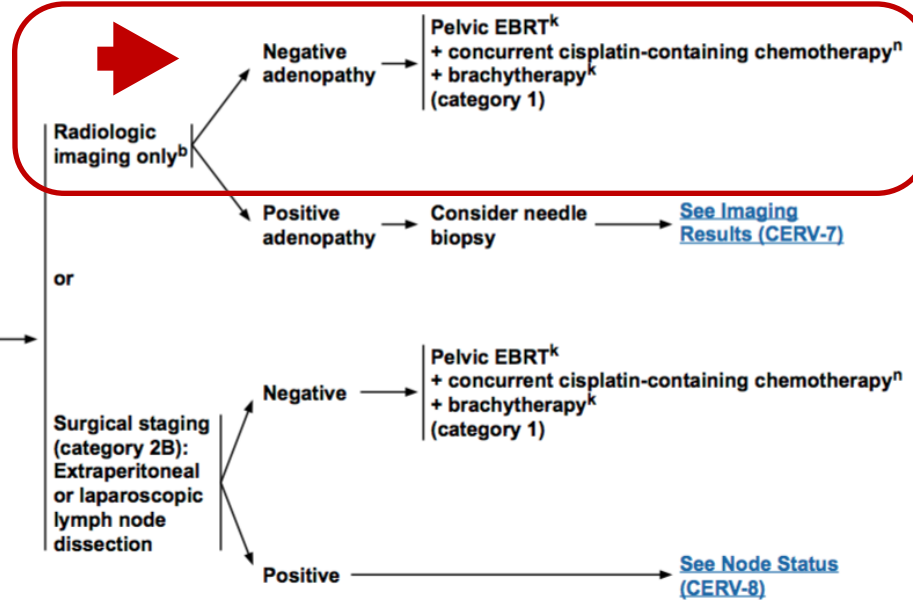 Negative
adenopathy
Pelvic EBRTᵏ
+ concurrent cisplatin-containing chemotherapyⁿ
+ brachytherapyᵏ
(category 1)
Radiologic
imaging onlyᵇ
Positive
adenopathy
Consider needle
biopsy
See Imaging
Results (CERV-7)
or
Surgical staging
(category 2B):
Extraperitoneal
or laparoscopic
lymph node
dissection
Negative
Pelvic EBRTᵏ
+ concurrent cisplatin-containing chemotherapyⁿ
+ brachytherapyᵏ
(category 1)
Positive
See Node Status
(CERV-8)